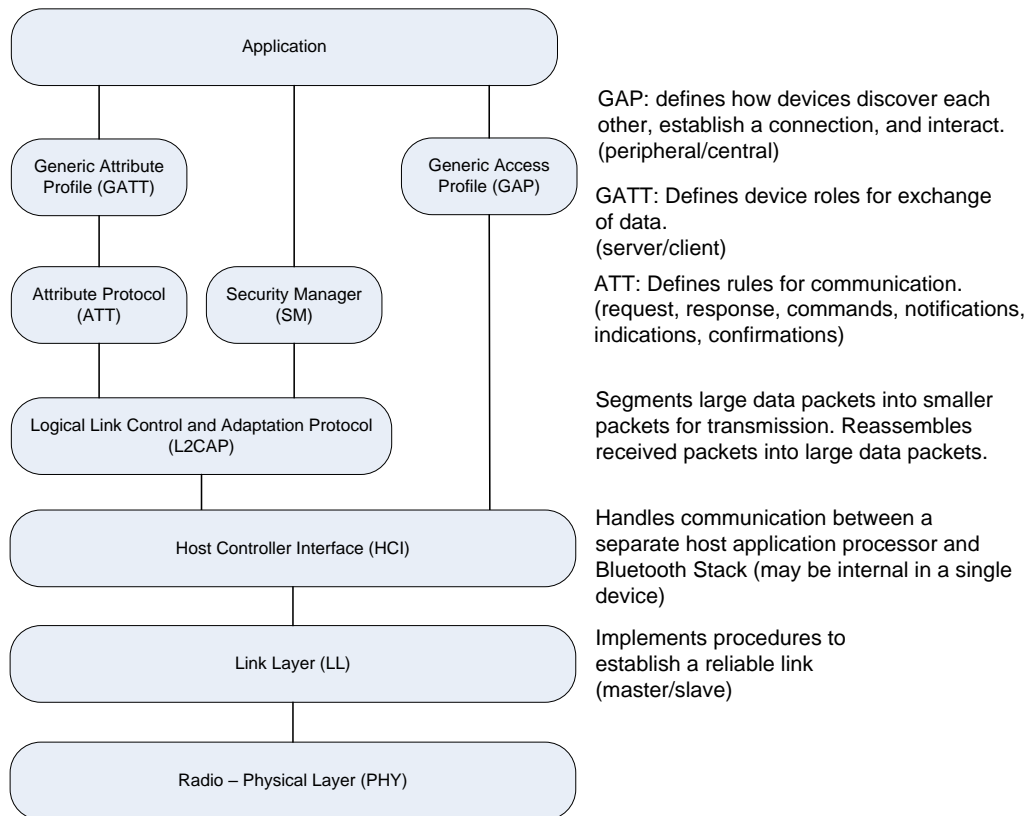 Application
GAP: defines how devices discover each
other, establish a connection, and interact.
(peripheral/central)
Generic Attribute
Profile (GATT)
Generic Access
Profile (GAP)
GATT: Defines device roles for exchange
of data.
(server/client)
Attribute Protocol
(ATT)
Security Manager
(SM)
ATT: Defines rules for communication.
(request, response, commands, notifications,
indications, confirmations)
Logical Link Control and Adaptation Protocol
(L2CAP)
Segments large data packets into smaller
packets for transmission. Reassembles
received packets into large data packets.
Host Controller Interface (HCI)
Handles communication between a
separate host application processor and
Bluetooth Stack (may be internal in a single
device)
Link Layer (LL)
Implements procedures to
establish a reliable link
(master/slave)
Radio – Physical Layer (PHY)